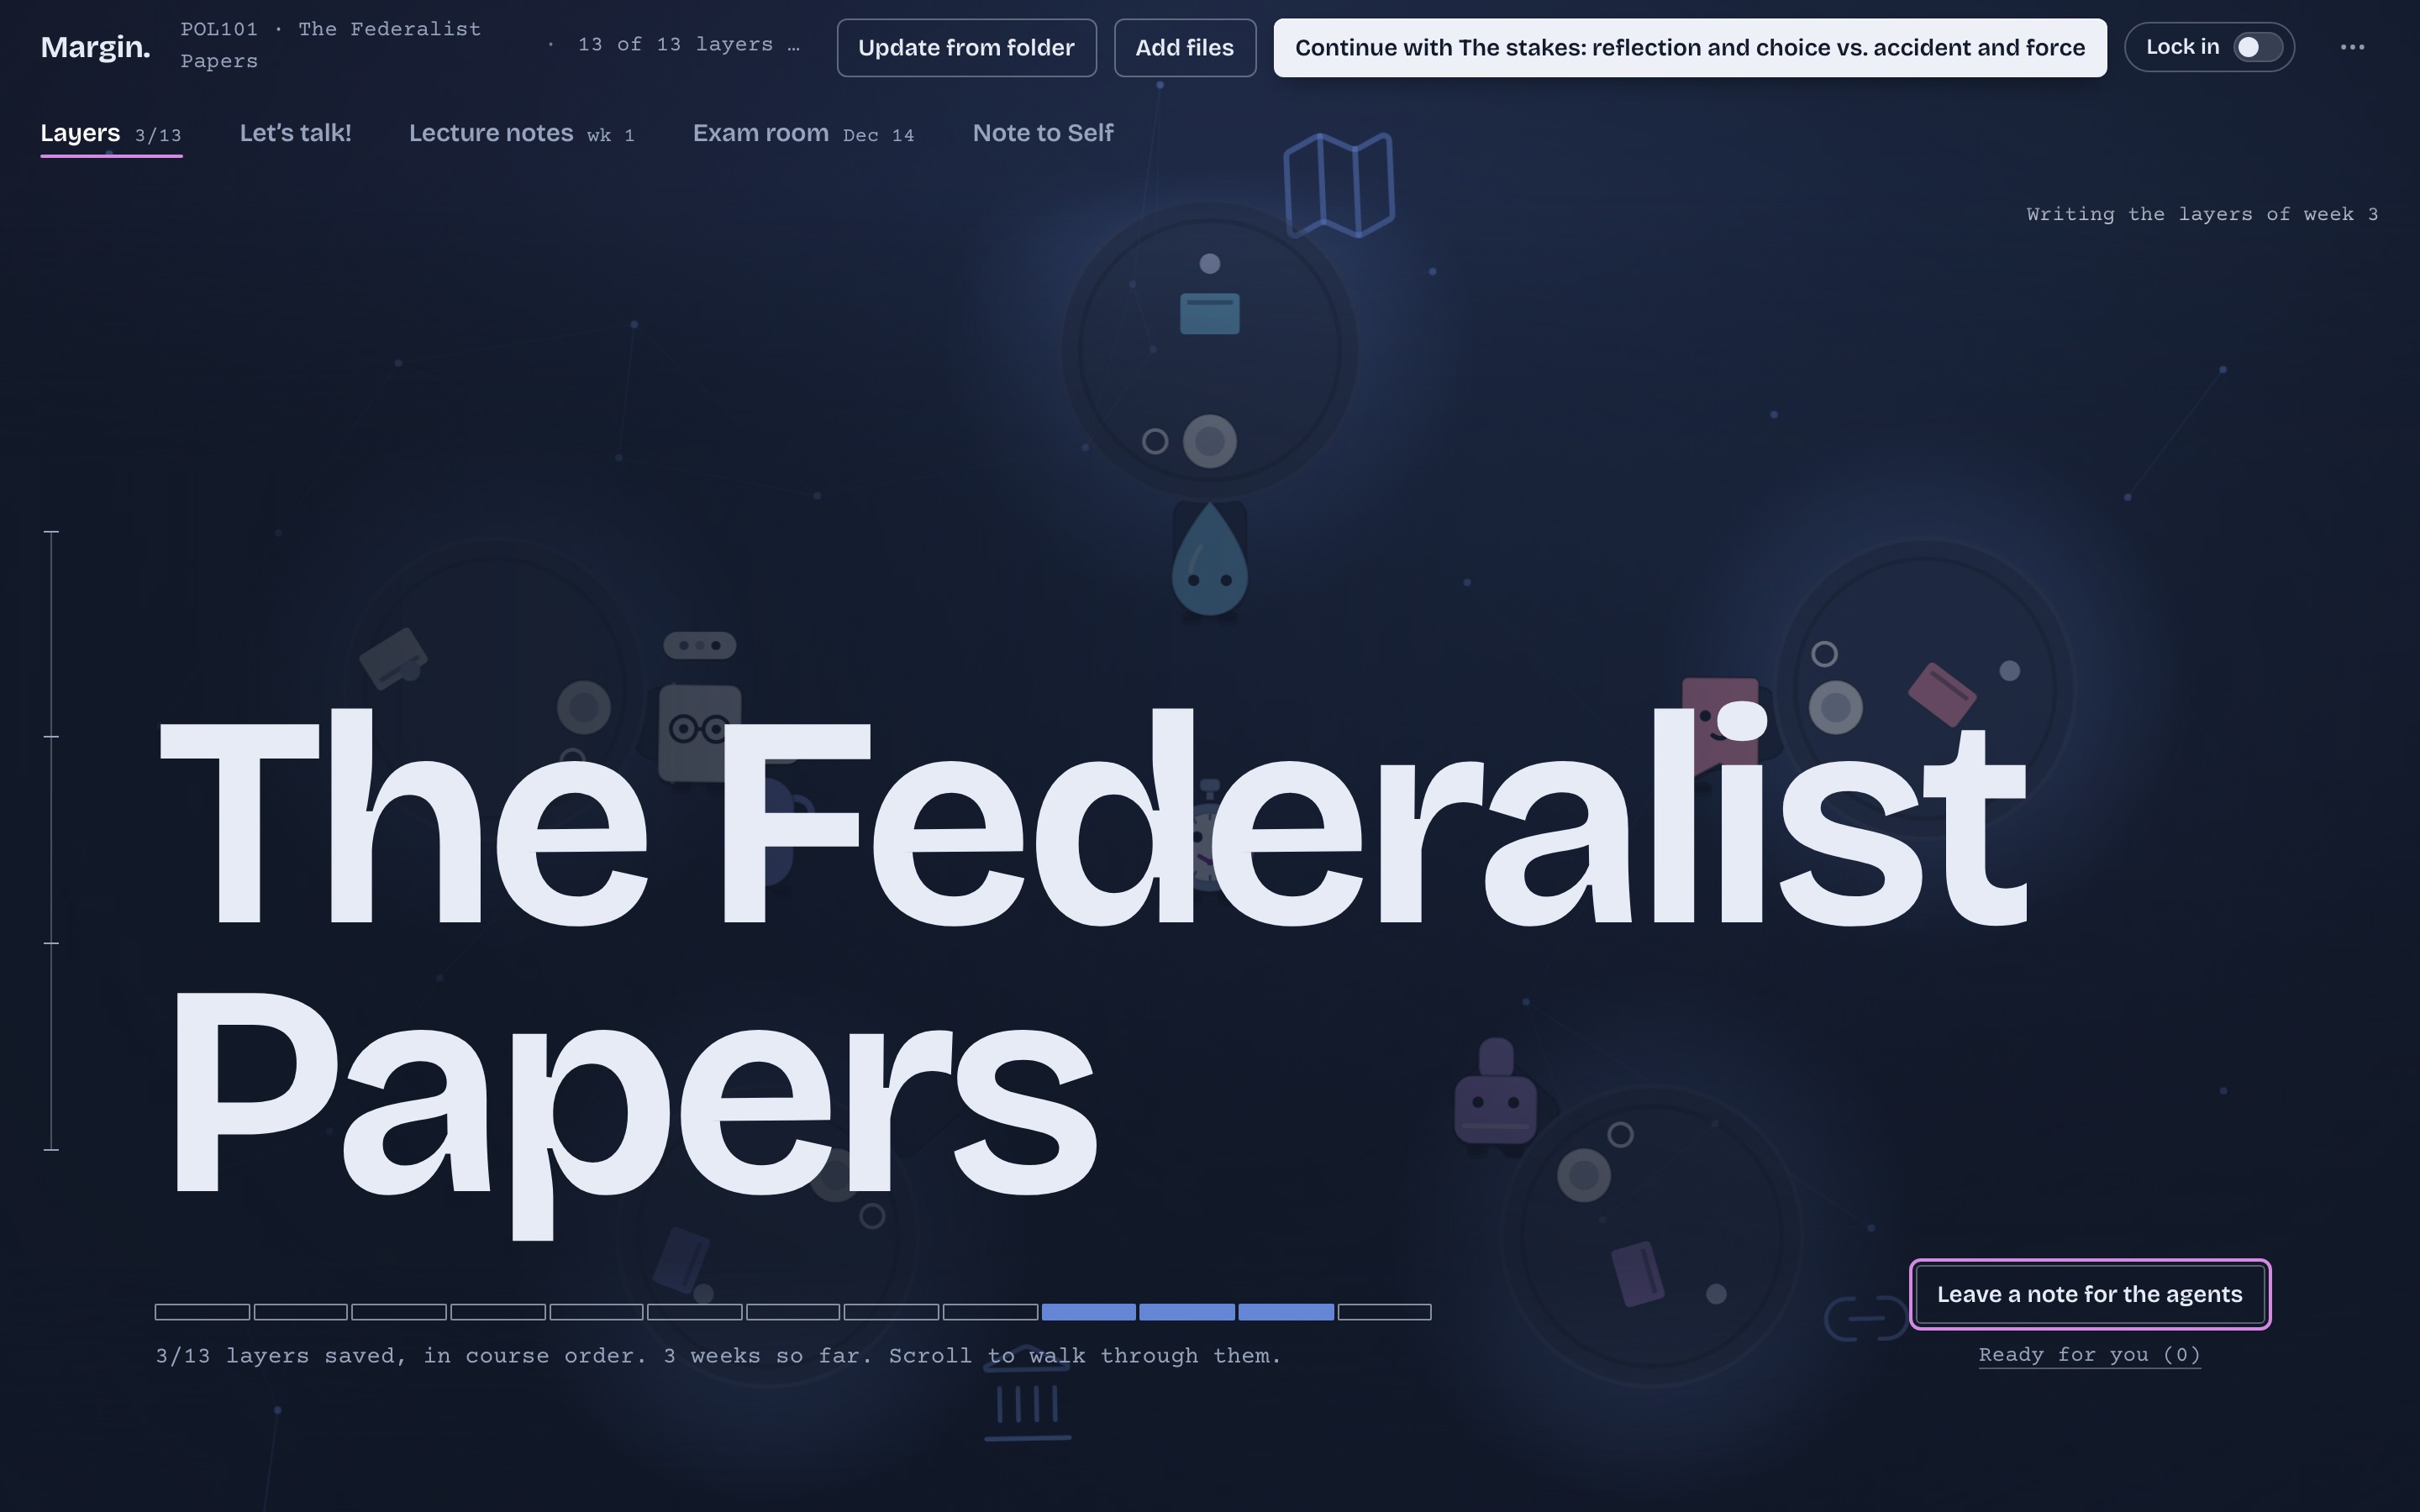 Margin.
POL101 · The Federalist
Papers
· 13 of 13 layers …
Update from folder
Add files
Continue with The stakes: reflection and choice vs. accident and force
Lock in
Layers 3/13
Let's talk!
Lecture notes wk 1
Exam room Dec 14
Note to Self
Writing the layers of week 3
The Federalist
Papers
Leave a note for the agents
3/13 layers saved, in course order. 3 weeks so far. Scroll to walk through them.
Ready for you (0)